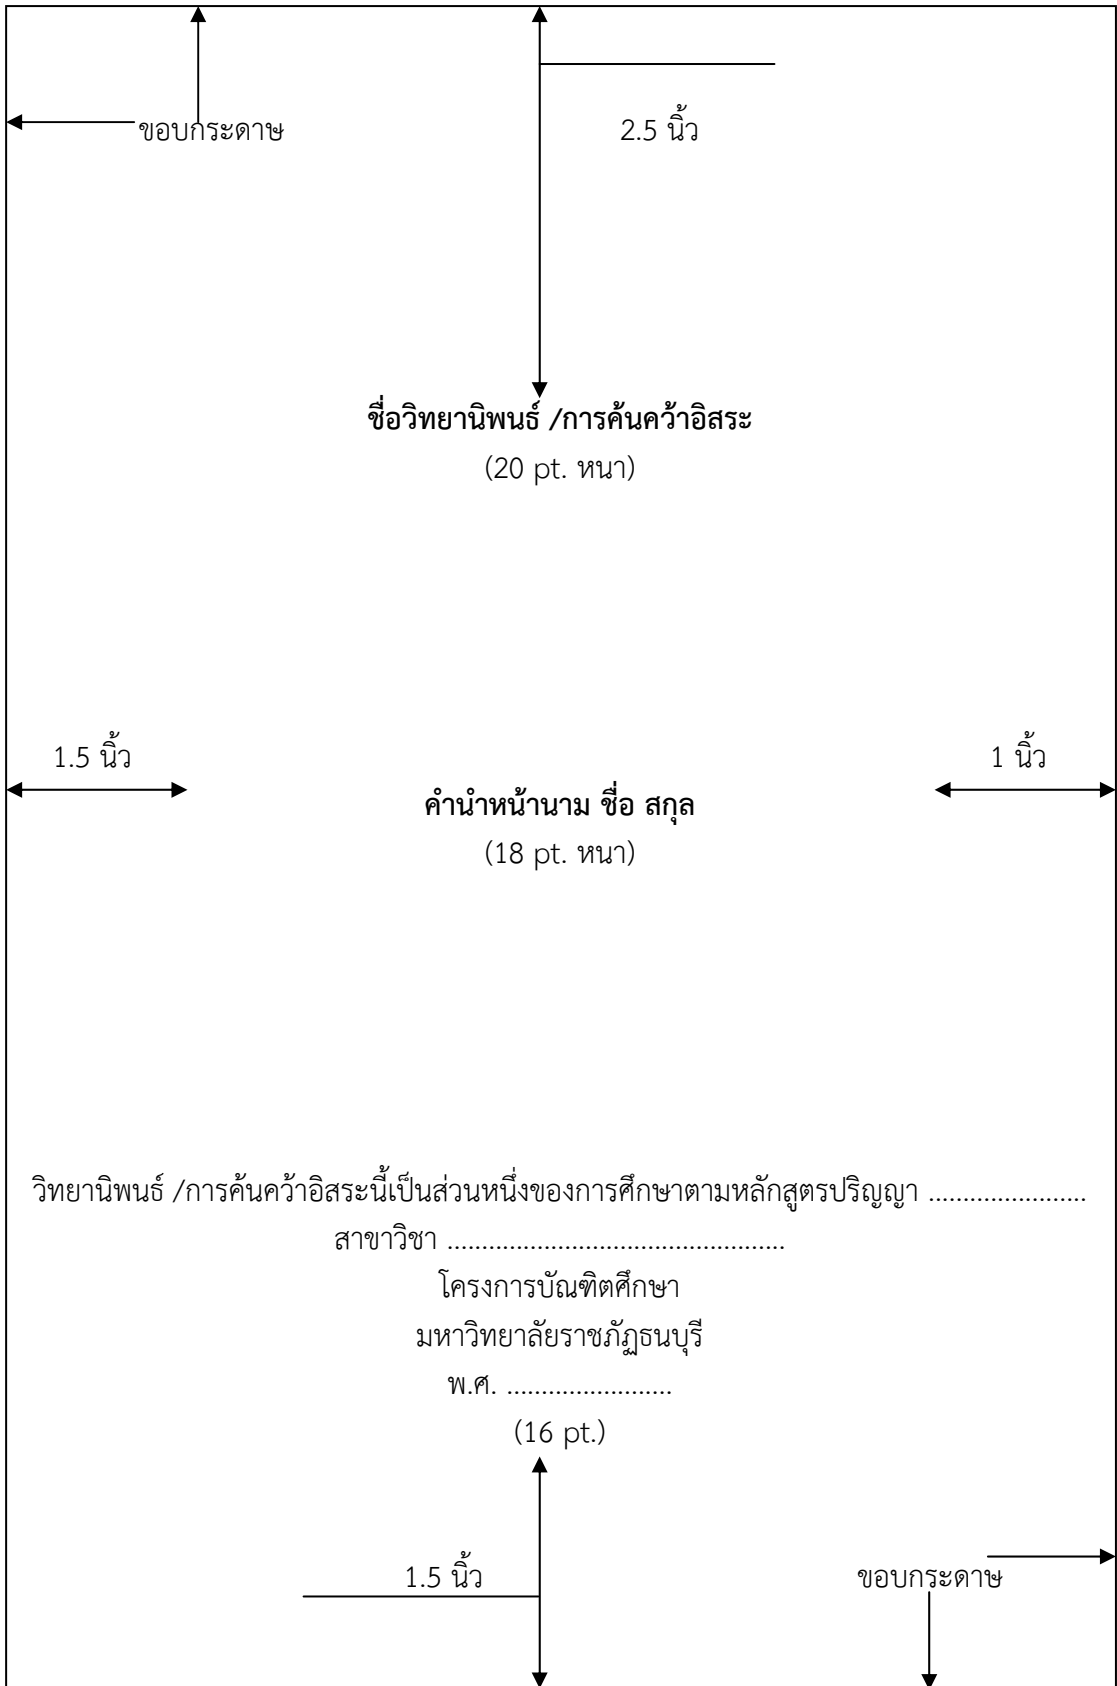 ขอบกระดาษ
2.5 นิ้ว
ชื่อวิทยานิพนธ์ /การค้นคว้าอิสระ
(20 pt. หนา)
1.5 นิ้ว
1 นิ้ว
คำนำหน้านาม ชื่อ สกุล
(18 pt. หนา)
วิทยานิพนธ์ /การค้นคว้าอิสระนี้เป็นส่วนหนึ่งของการศึกษาตามหลักสูตรปริญญา .......................
สาขาวิชา .................................................
โครงการบัณฑิตศึกษา
มหาวิทยาลัยราชภัฏธนบุรี
พ.ศ. ........................
(16 pt.)
1.5 นิ้ว
ขอบกระดาษ